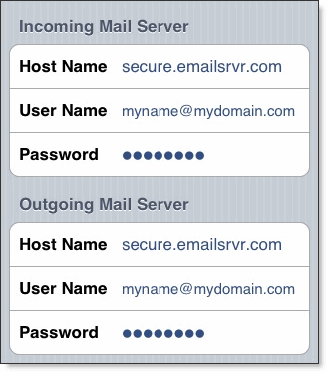 Incoming Mail Server
Host Name secure.emailsrvr.com
User Name myname@mydomain.com
Password ●●●●●●●●
Outgoing Mail Server
Host Name secure.emailsrvr.com
User Name myname@mydomain.com
Password ●●●●●●●●